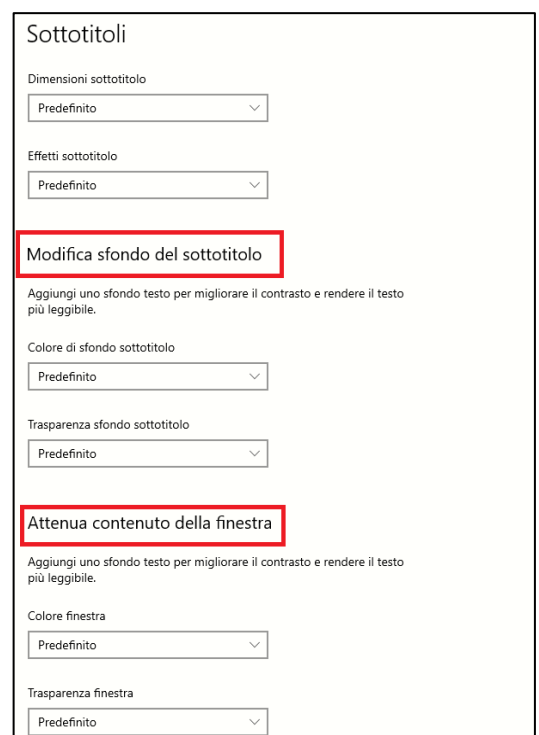 Sottotitoli
Dimensioni sottotitolo
Predefinito
Effetti sottotitolo
Predefinito
Modifica sfondo del sottotitolo
Aggiungi uno sfondo testo per migliorare il contrasto e rendere il testo
più leggibile.
Colore di sfondo sottotitolo
Predefinito
Trasparenza sfondo sottotitolo
Predefinito
Attenua contenuto della finestra
Aggiungi uno sfondo testo per migliorare il contrasto e rendere il testo
più leggibile.
Colore finestra
Predefinito
Trasparenza finestra
Predefinito